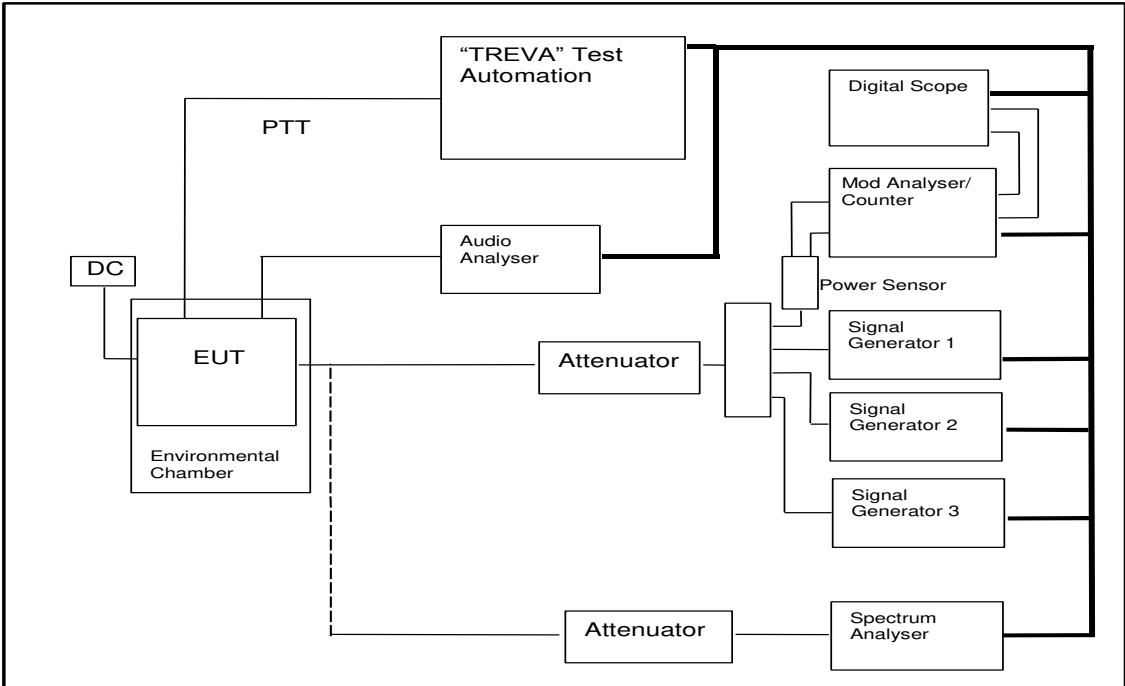 “TREVA” Test
Automation
Digital Scope
PTT
Mod Analyser/
Counter
Audio
Analyser
DC
Power Sensor
EUT
Attenuator
Signal
Generator 1
Signal
Generator 2
Environmental
Chamber
Signal
Generator 3
Attenuator
Spectrum
Analyser